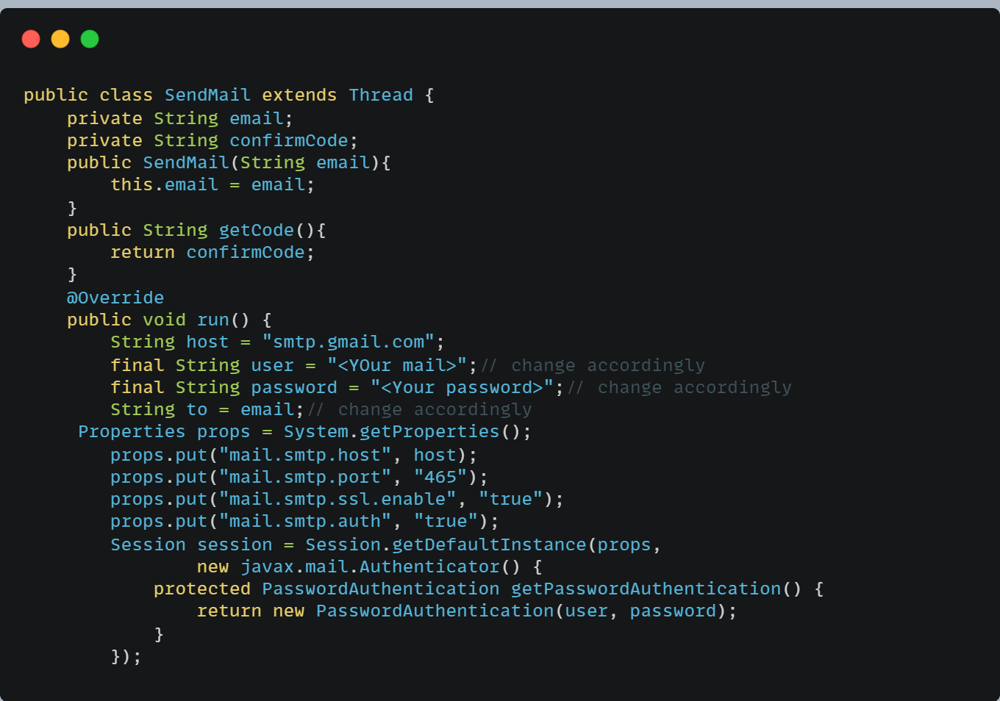 public class SendMail extends Thread {
    private String email;
    private String confirmCode;
    public SendMail(String email){
        this.email = email;
    }
    public String getCode(){
        return confirmCode;
    }
    @Override
    public void run() {
        String host = "smtp.gmail.com";
        final String user = "<YOur mail>";// change accordingly
        final String password = "<Your password>";// change accordingly
        String to = email;// change accordingly
     Properties props = System.getProperties();
        props.put("mail.smtp.host", host);
        props.put("mail.smtp.port", "465");
        props.put("mail.smtp.ssl.enable", "true");
        props.put("mail.smtp.auth", "true");
        Session session = Session.getDefaultInstance(props,
                new javax.mail.Authenticator() {
            protected PasswordAuthentication getPasswordAuthentication() {
                return new PasswordAuthentication(user, password);
            }
        });